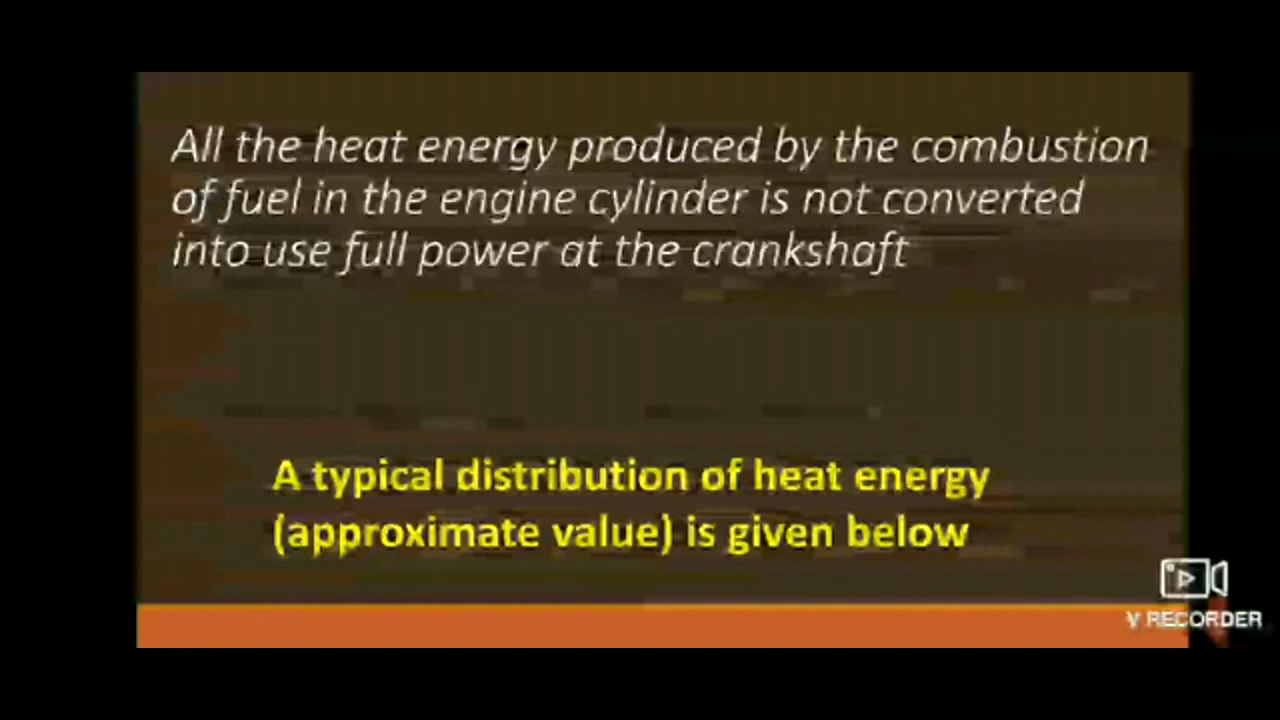 All the heat energy produced by the combustion
of fuel in the engine cylinder is not converted
into use full power at the crankshaft
A typical distribution of heat energy
(approximate value) is given below
V RECORDER